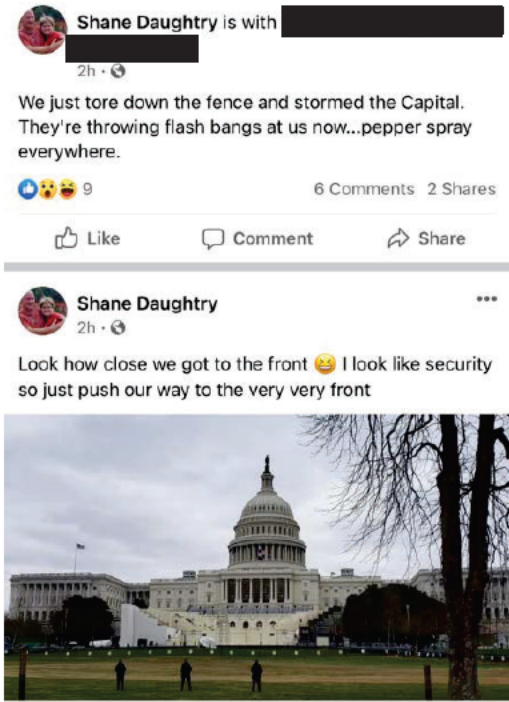 Shane Daughtry is with
2h ·
We just tore down the fence and stormed the Capital.
They're throwing flash bangs at us now...pepper spray
everywhere.
9
6 Comments 2 Shares
Like Comment Share
Shane Daughtry
2h ·
Look how close we got to the front 😆 I look like security
so just push our way to the very very front